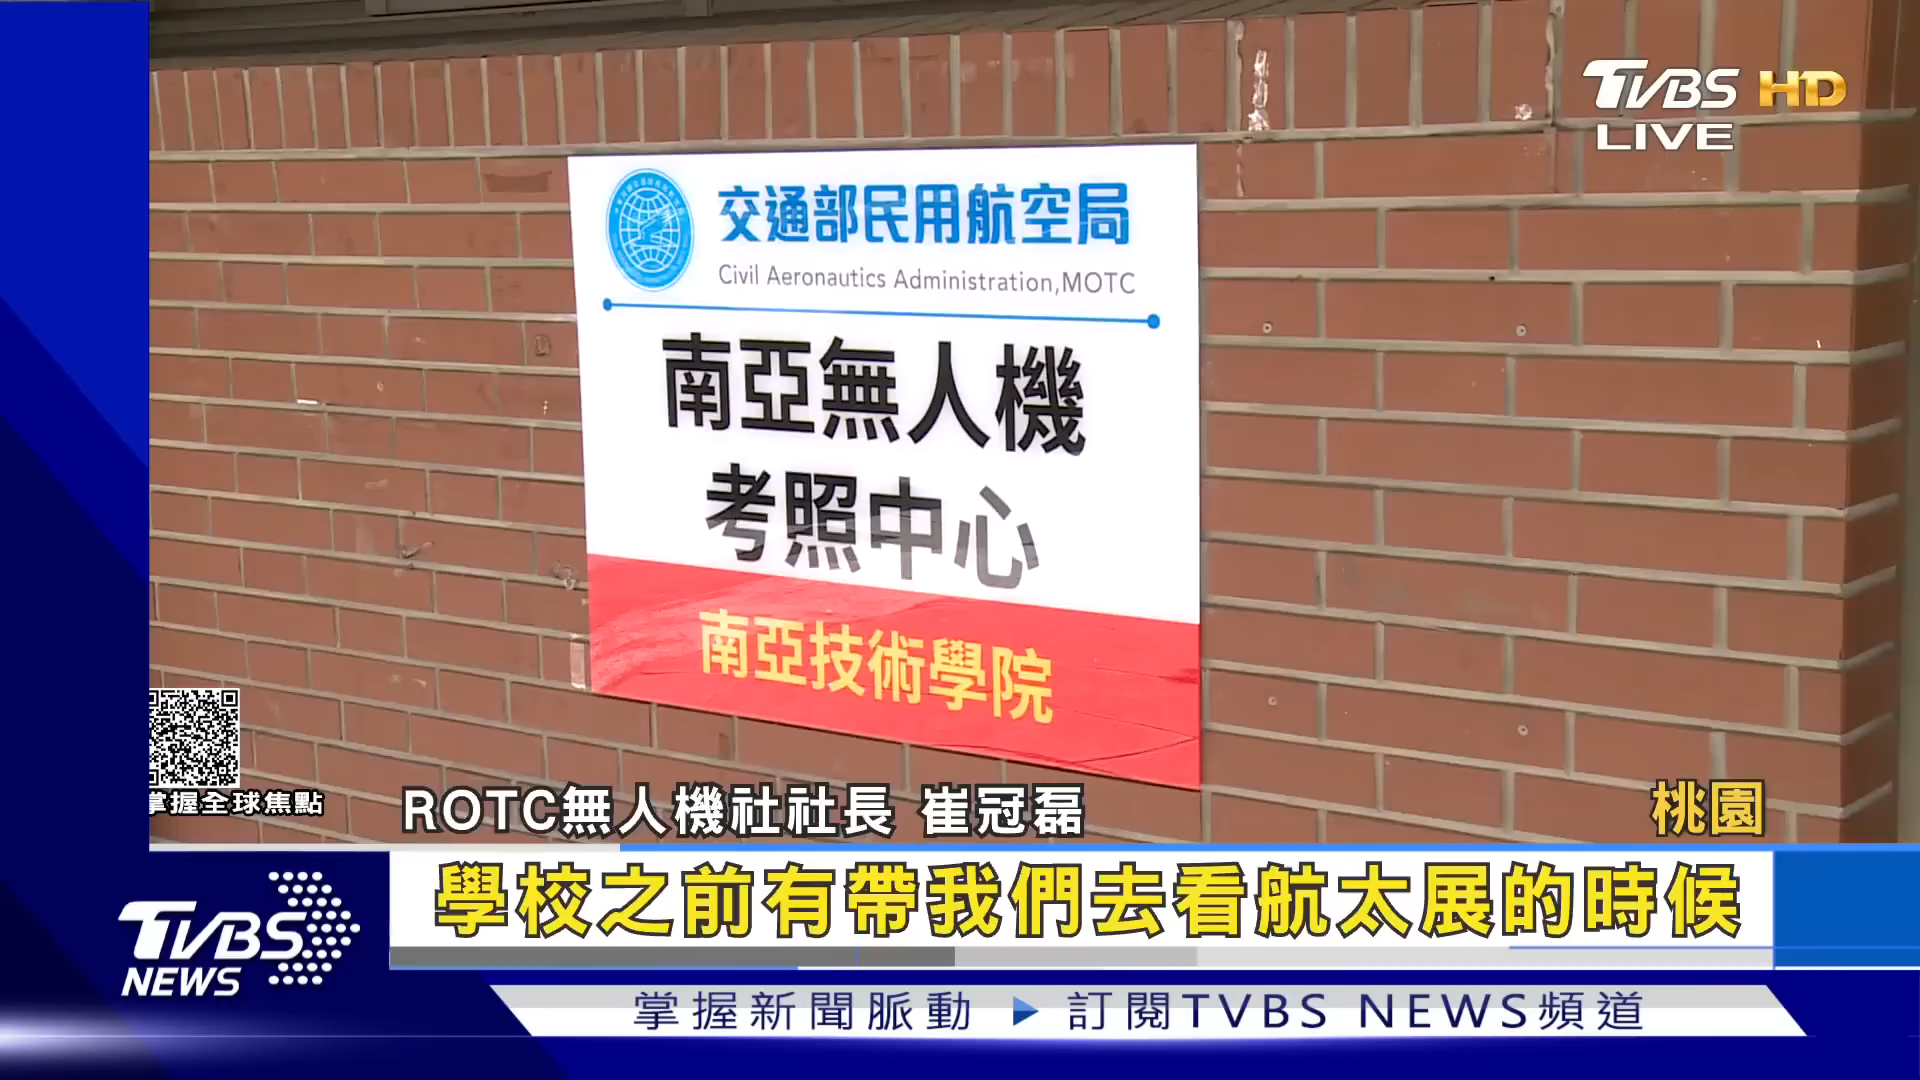 TVBS HD
LIVE
交通部民用航空局
Civil Aeronautics Administration,MOTC
南亞無人機
考照中心
南亞技術學院
掌握全球焦點
ROTC無人機社社長 崔冠磊
桃園
學校之前有帶我們去看航太展的時候
TVBS
NEWS
掌握新聞脈動 ▶ 訂閱TVBS NEWS頻道